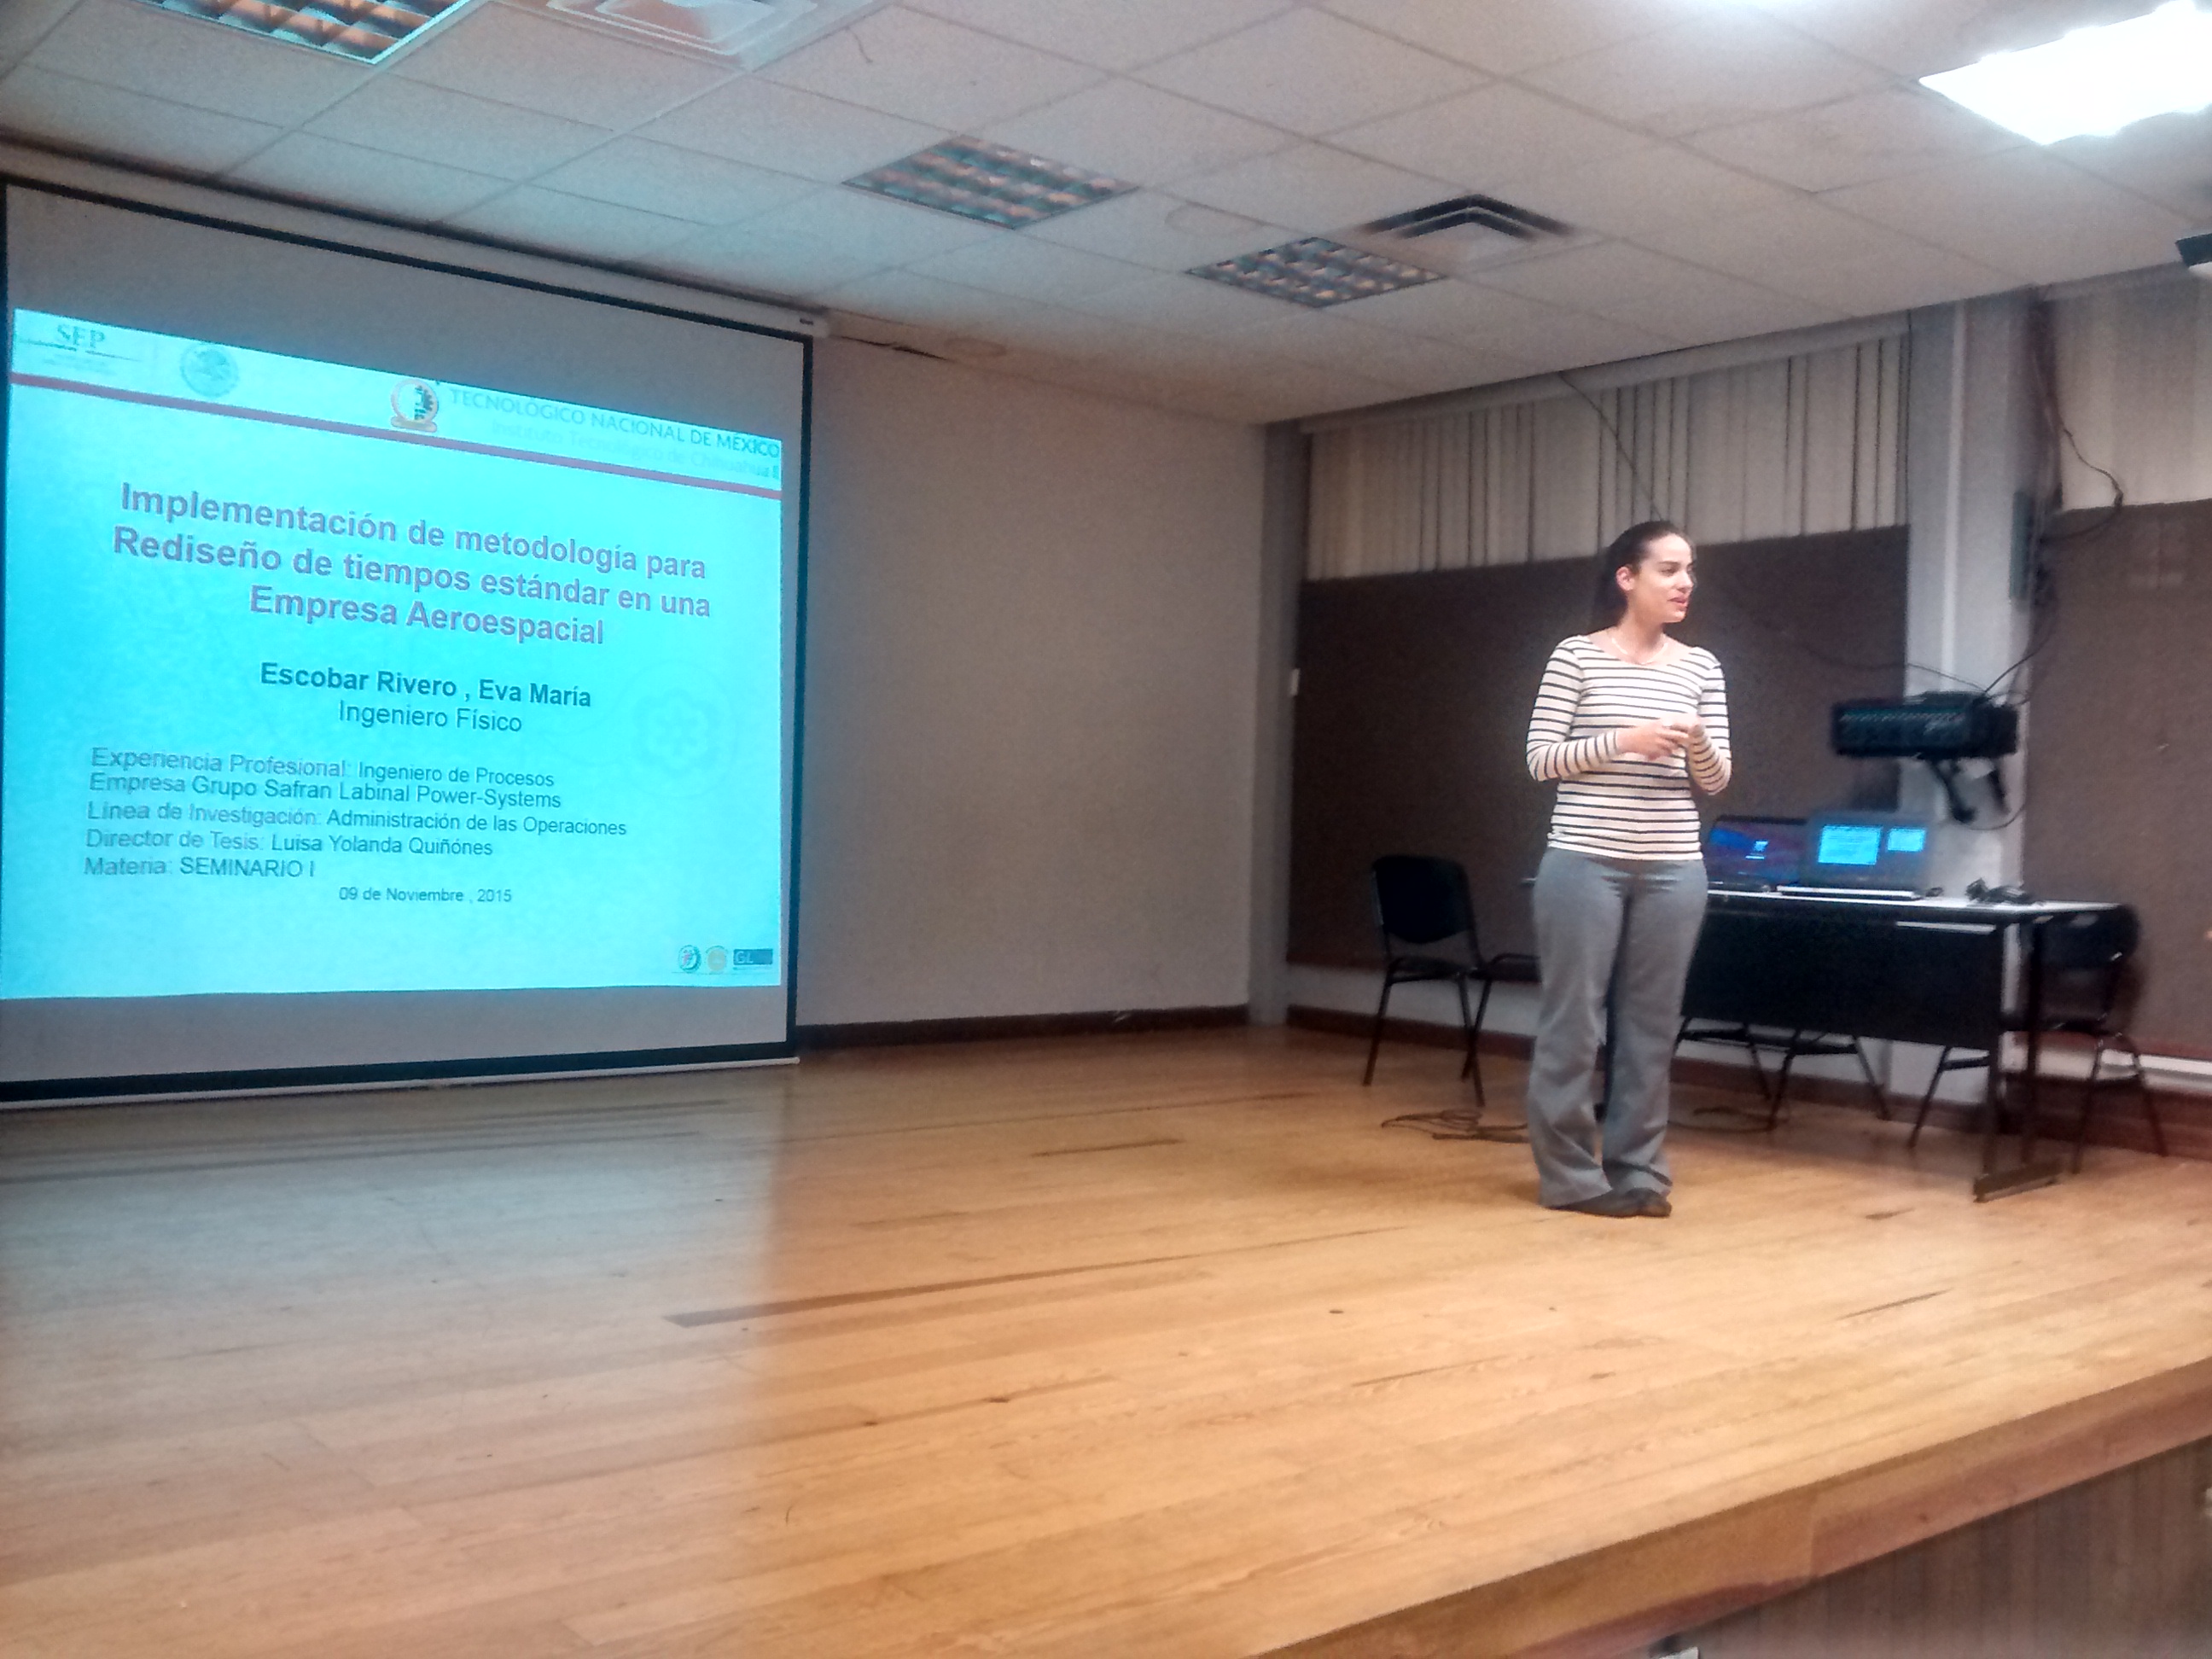 SEP
TECNOLÓGICO NACIONAL DE MÉXICO
Instituto Tecnológico de Chihuahua II
Implementación de metodología para
Rediseño de tiempos estándar en una
Empresa Aeroespacial
Escobar Rivero , Eva María
Ingeniero Físico
Experiencia Profesional: Ingeniero de Procesos
Empresa Grupo Safran Labinal Power-Systems
Línea de Investigación: Administración de las Operaciones
Director de Tesis: Luisa Yolanda Quiñónes
Materia: SEMINARIO I
09 de Noviembre , 2015